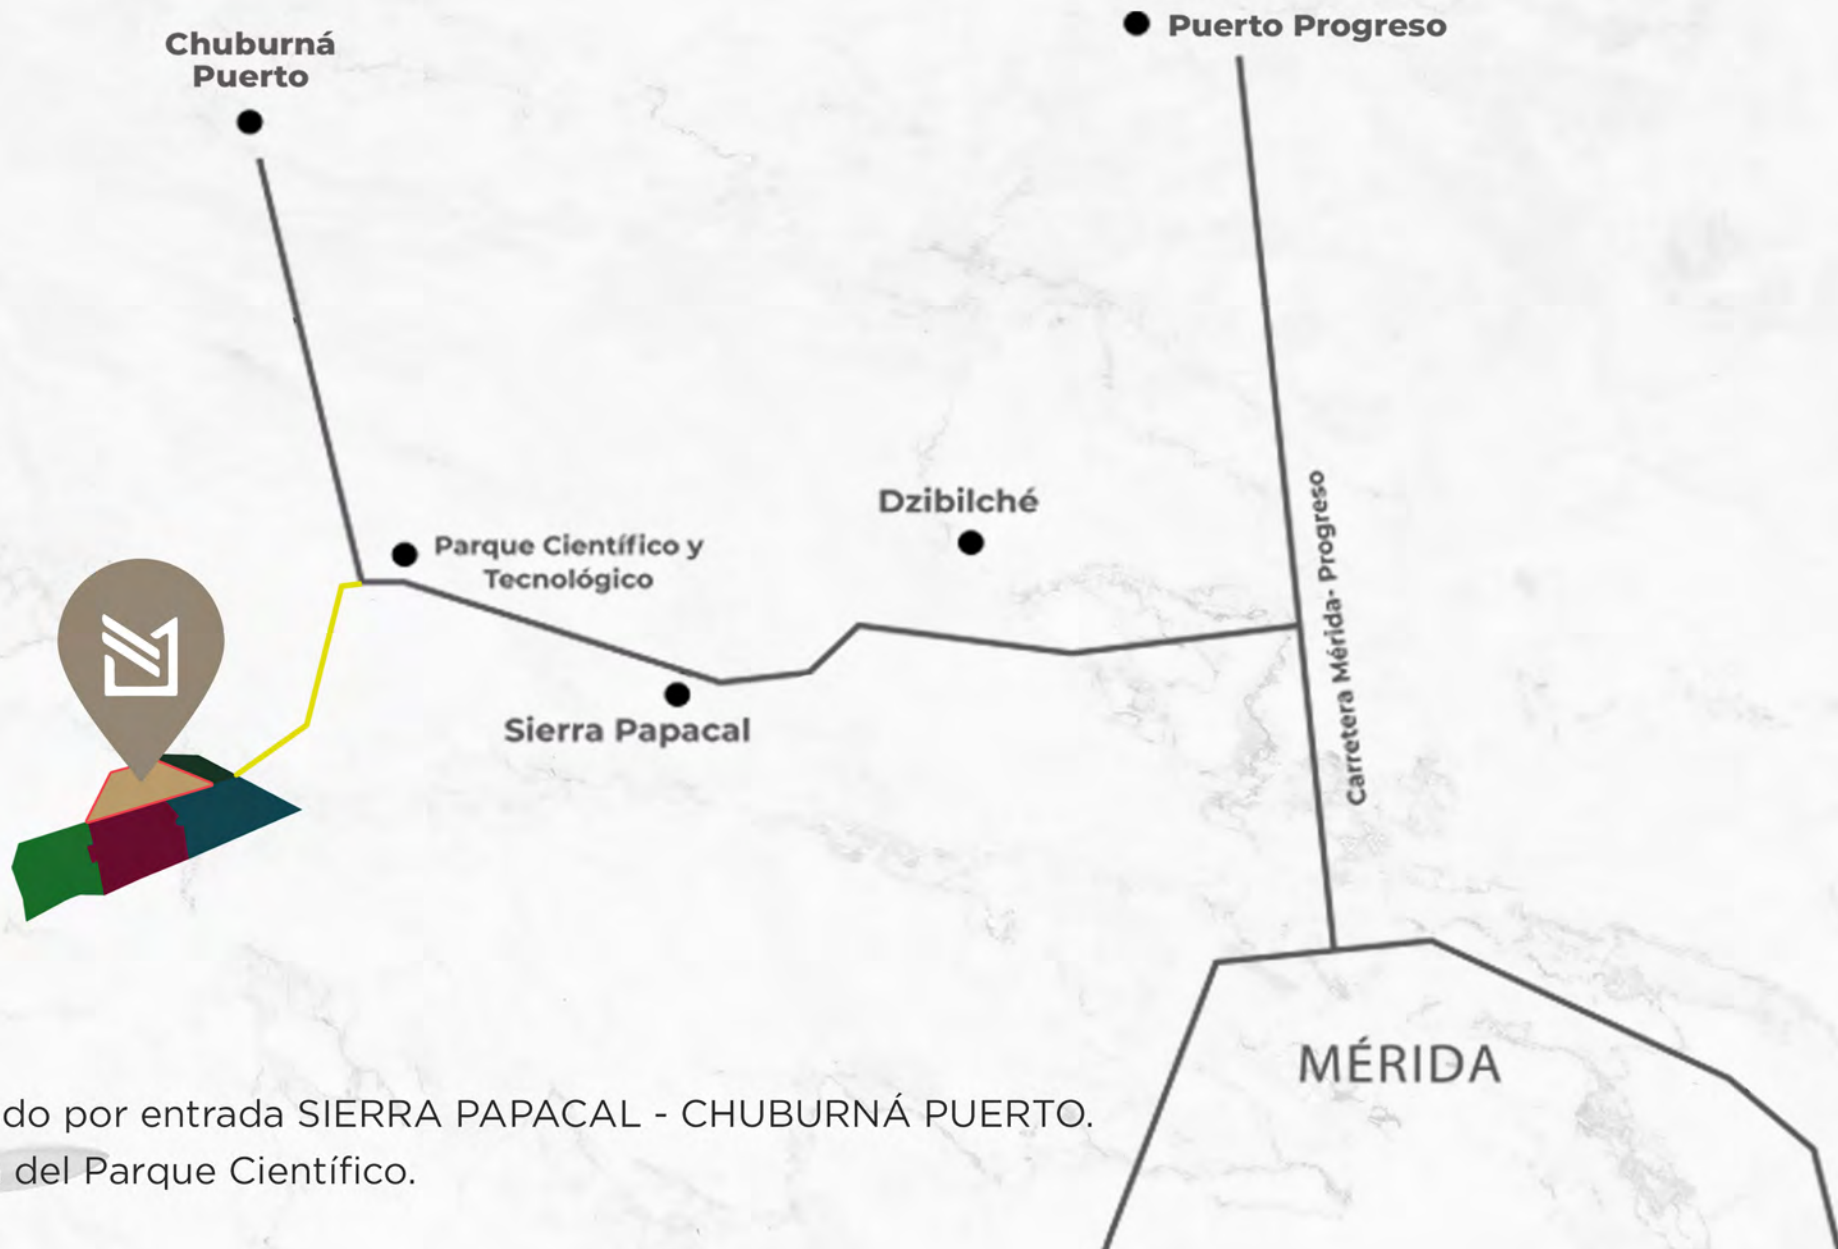 Chuburná
Puerto
Puerto Progreso
Dzibilché
Parque Científico y
Tecnológico
Sierra Papacal
Carretera Mérida- Progreso
MÉRIDA
do por entrada SIERRA PAPACAL - CHUBURNÁ PUERTO.
del Parque Científico.